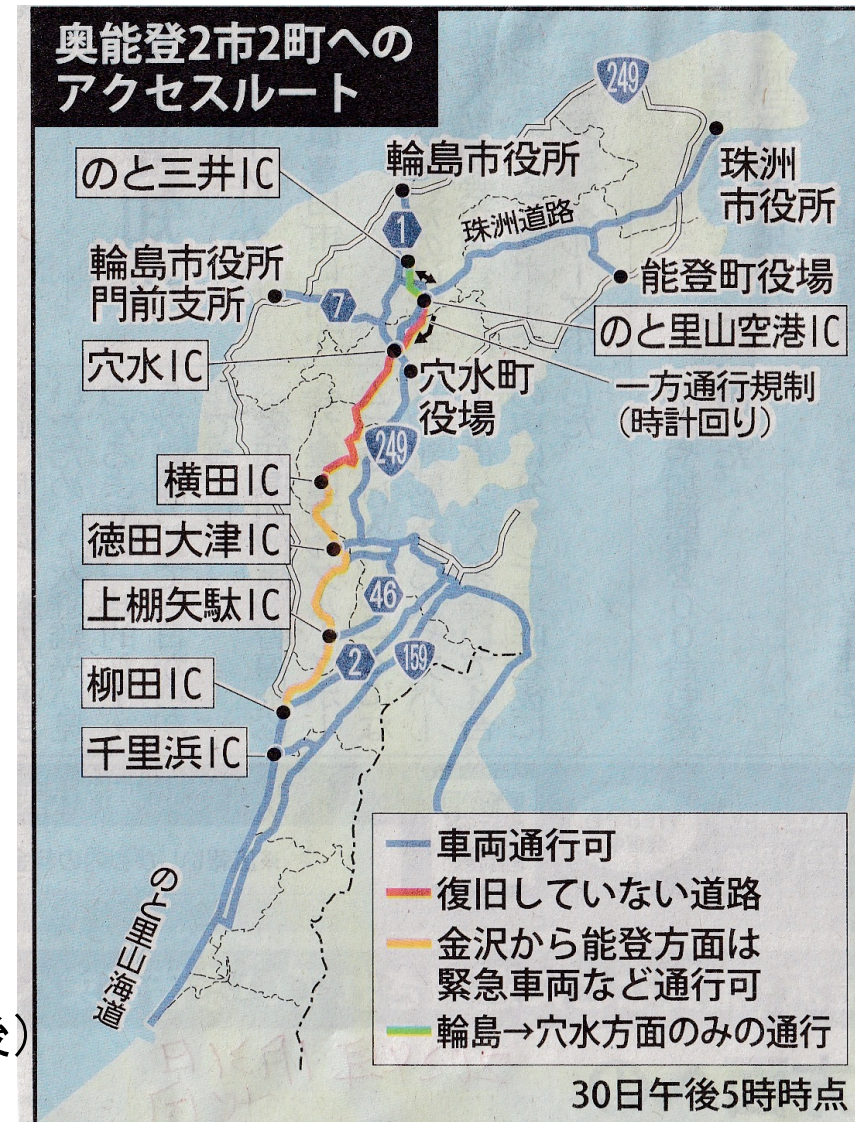 奥能登2市2町への
アクセスルート
249
のと三井IC
輪島市役所
珠洲
市役所
1
珠洲道路
輪島市役所
門前支所
7
能登町役場
のと里山空港IC
穴水IC
穴水町
役場
一方通行規制
(時計回り)
249
横田IC
徳田大津IC
46
上棚矢駄IC
2
159
柳田IC
千里浜IC
のと里山海道
車両通行可
復旧していない道路
金沢から能登方面は
緊急車両など通行可
輪島→穴水方面のみの通行
30日午後5時時点